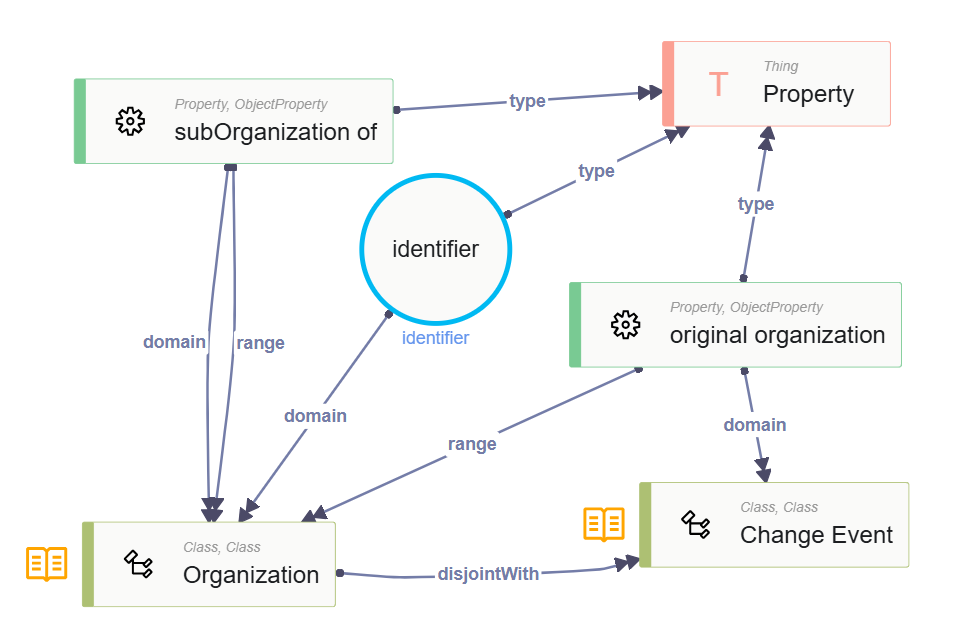 Thing
Property
Property, ObjectProperty
subOrganization of
type
type
type
identifier
identifier
Property, ObjectProperty
original organization
domain
range
domain
range
domain
Class, Class
Change Event
Class, Class
Organization
disjointWith